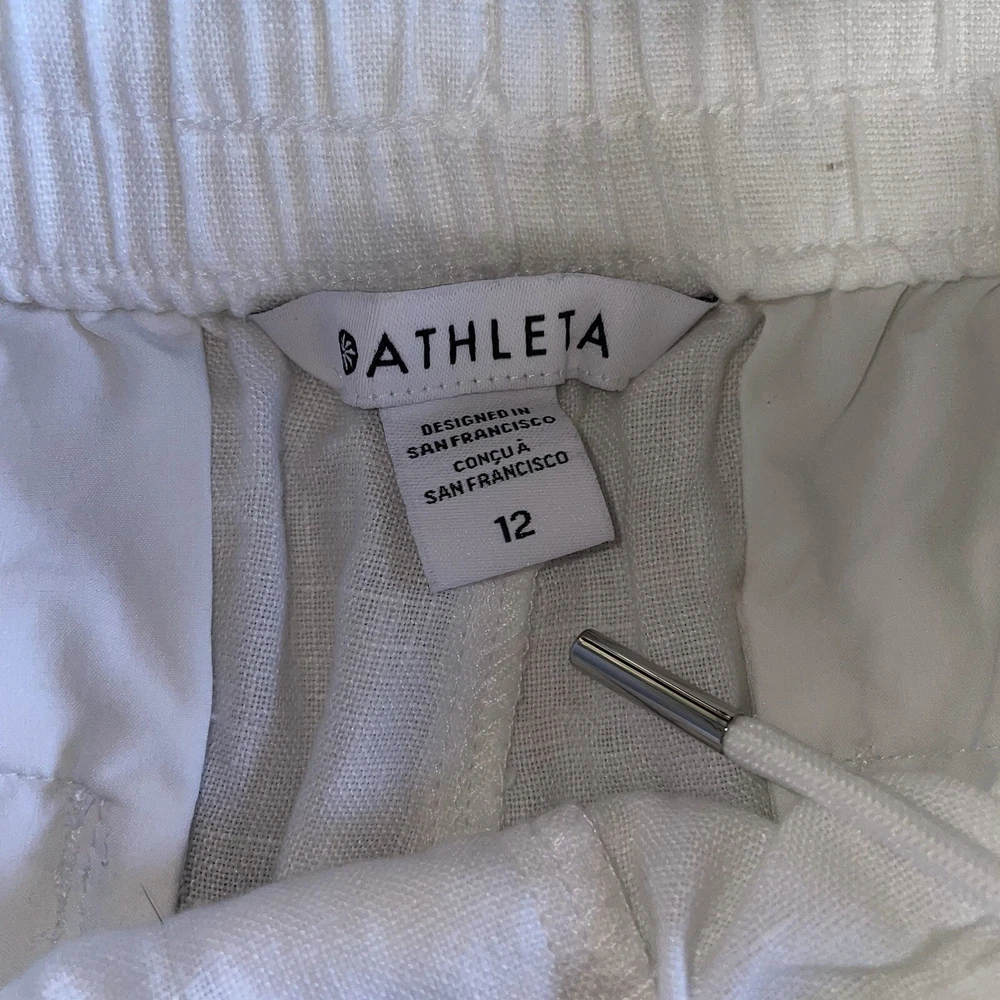 ATHLETA
DESIGNED IN
SAN FRANCISCO
CONÇU À
SAN FRANCISCO
12